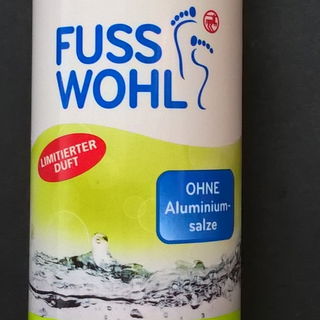 FUSS
WOHL
LIMITIERTER
DUFT
OHNE
Aluminium-
salze